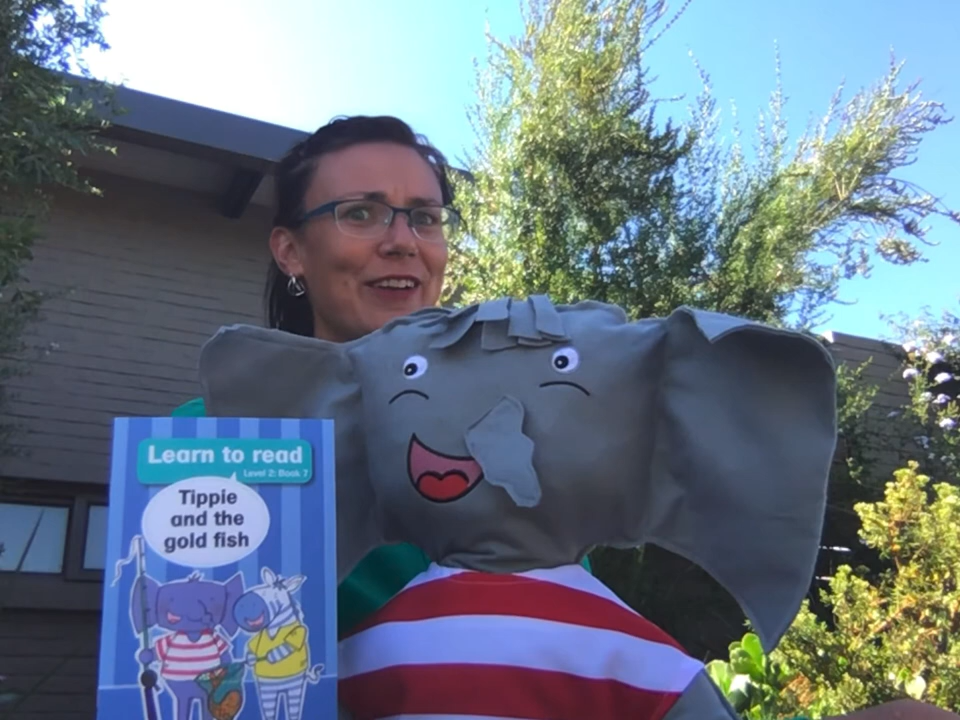 Learn to read
Level 2: Book 7
Tippie
and the
gold fish